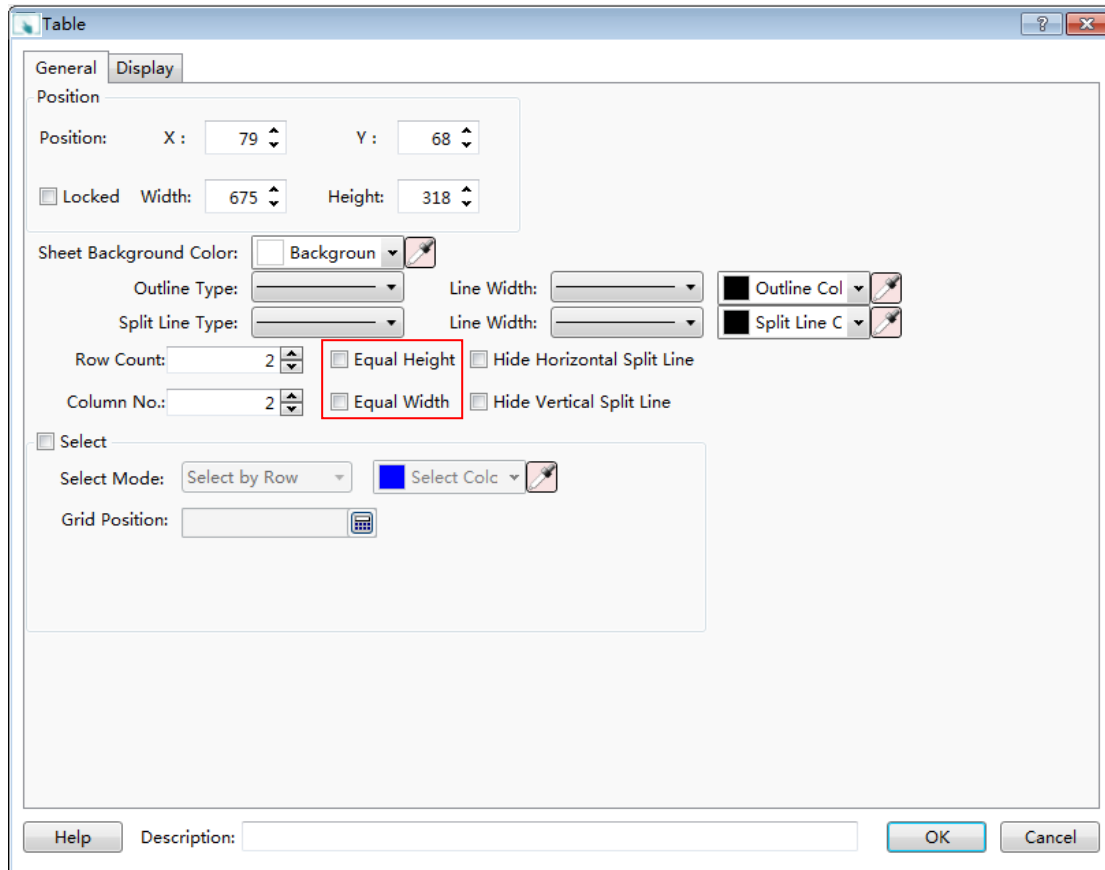 Table
General Display
Position
Position: X : 79 Y : 68
Locked Width: 675 Height: 318
Sheet Background Color: Backgroun
Outline Type: Line Width: Outline Col
Split Line Type: Line Width: Split Line C
Row Count: 2 Equal Height Hide Horizontal Split Line
Column No.: 2 Equal Width Hide Vertical Split Line
Select
Select Mode: Select by Row Select Colc
Grid Position:
Help Description: OK Cancel